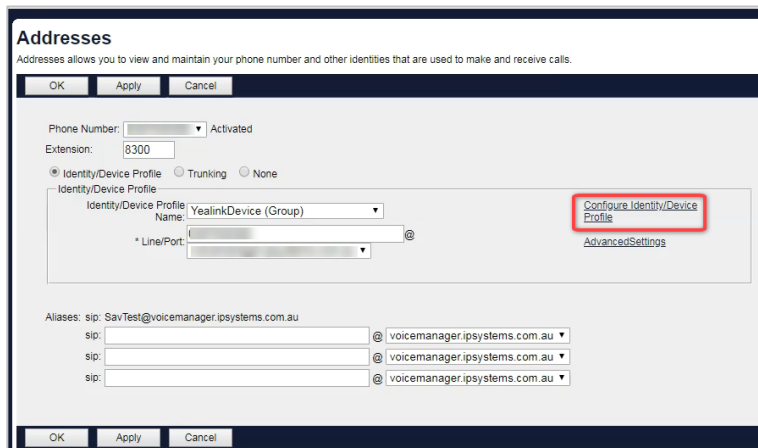 Addresses
Addresses allows you to view and maintain your phone number and other identities that are used to make and receive calls.
OK Apply Cancel
Phone Number: Activated
Extension: 8300
Identity/Device Profile Trunking None
Identity/Device Profile
Identity/Device Profile Name: YealinkDevice (Group)
Configure Identity/Device Profile
* Line/Port: @
AdvancedSettings
Aliases: sip: SavTest@voicemanager.ipsystems.com.au
sip: @ voicemanager.ipsystems.com.au
sip: @ voicemanager.ipsystems.com.au
sip: @ voicemanager.ipsystems.com.au
OK Apply Cancel